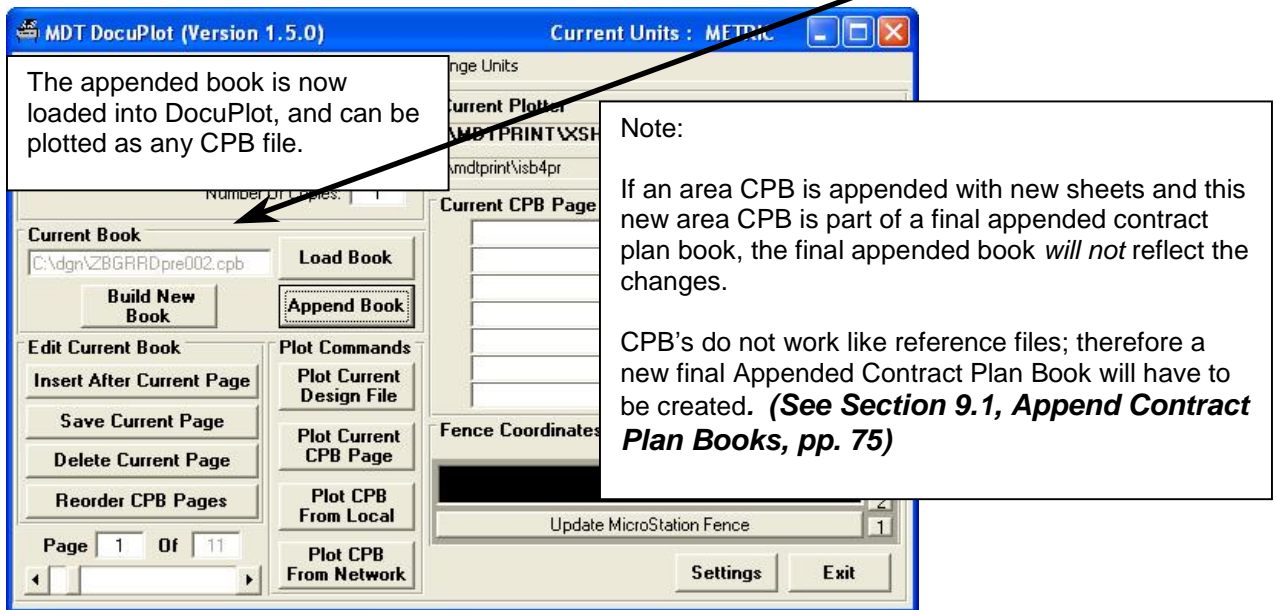 MDT DocuPlot (Version 1.5.0) Current Units : METRIC
nge Units
The appended book is now
loaded into DocuPlot, and can be
plotted as any CPB file.
Current Plotter
\MDTPRINT\XSH
\mdtprint\isb4pr
Number Of Copies: 1
Current CPB Page
Current Book
C:\dgn\ZBGRRDpre002.cpb
Load Book
Build New
Book
Append Book
Edit Current Book
Insert After Current Page
Save Current Page
Delete Current Page
Reorder CPB Pages
Page 1 Of 11
Plot Commands
Plot Current
Design File
Plot Current
CPB Page
Plot CPB
From Local
Plot CPB
From Network
Fence Coordinates
2
Update MicroStation Fence 1
Settings Exit
Note:
If an area CPB is appended with new sheets and this
new area CPB is part of a final appended contract
plan book, the final appended book will not reflect the
changes.
CPB's do not work like reference files; therefore a
new final Appended Contract Plan Book will have to
be created. (See Section 9.1, Append Contract
Plan Books, pp. 75)